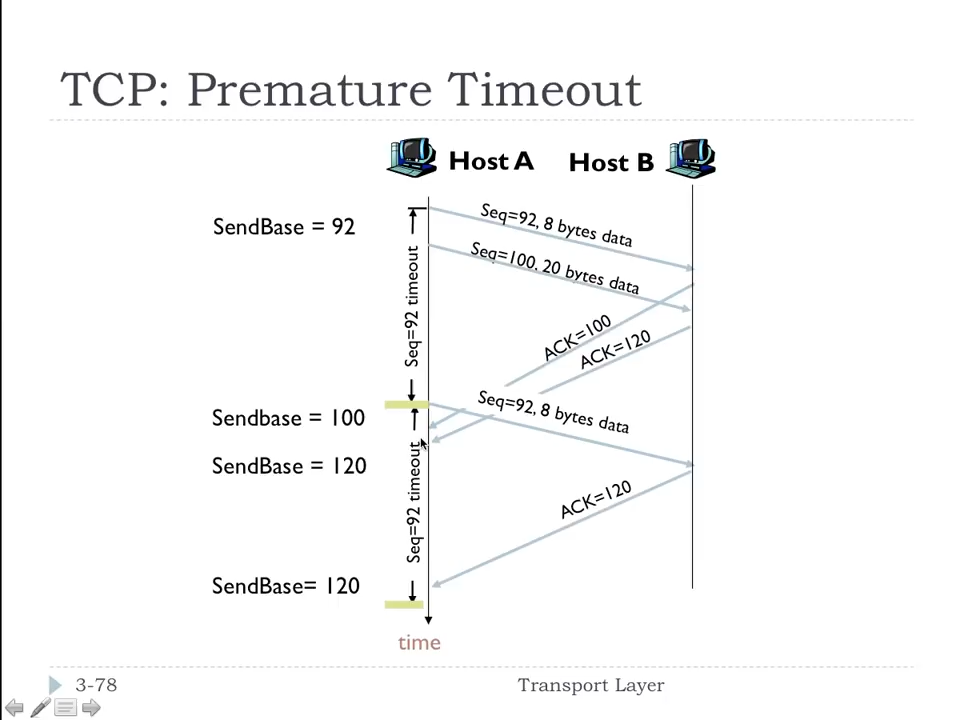 TCP: Premature Timeout
Host A
Host B
SendBase = 92
Seq=92, 8 bytes data
Seq=100, 20 bytes data
Seq=92 timeout
ACK=100
ACK=120
Seq=92, 8 bytes data
Sendbase = 100
SendBase = 120
Seq=92 timeout
ACK=120
SendBase= 120
time
3-78
Transport Layer